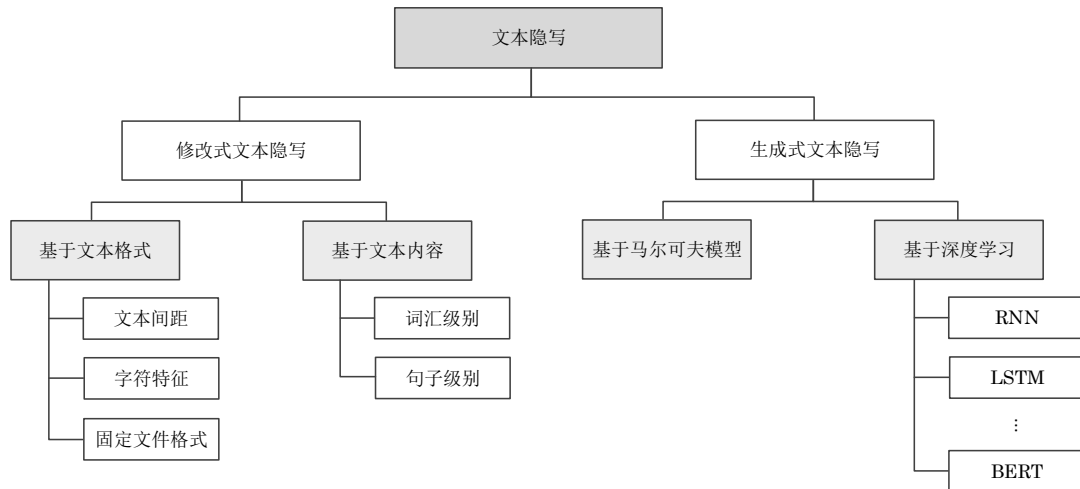 文本隐写
修改式文本隐写
生成式文本隐写
基于文本格式
基于文本内容
基于马尔可夫模型
基于深度学习
文本间距
词汇级别
RNN
字符特征
句子级别
LSTM
⋮
固定文件格式
BERT